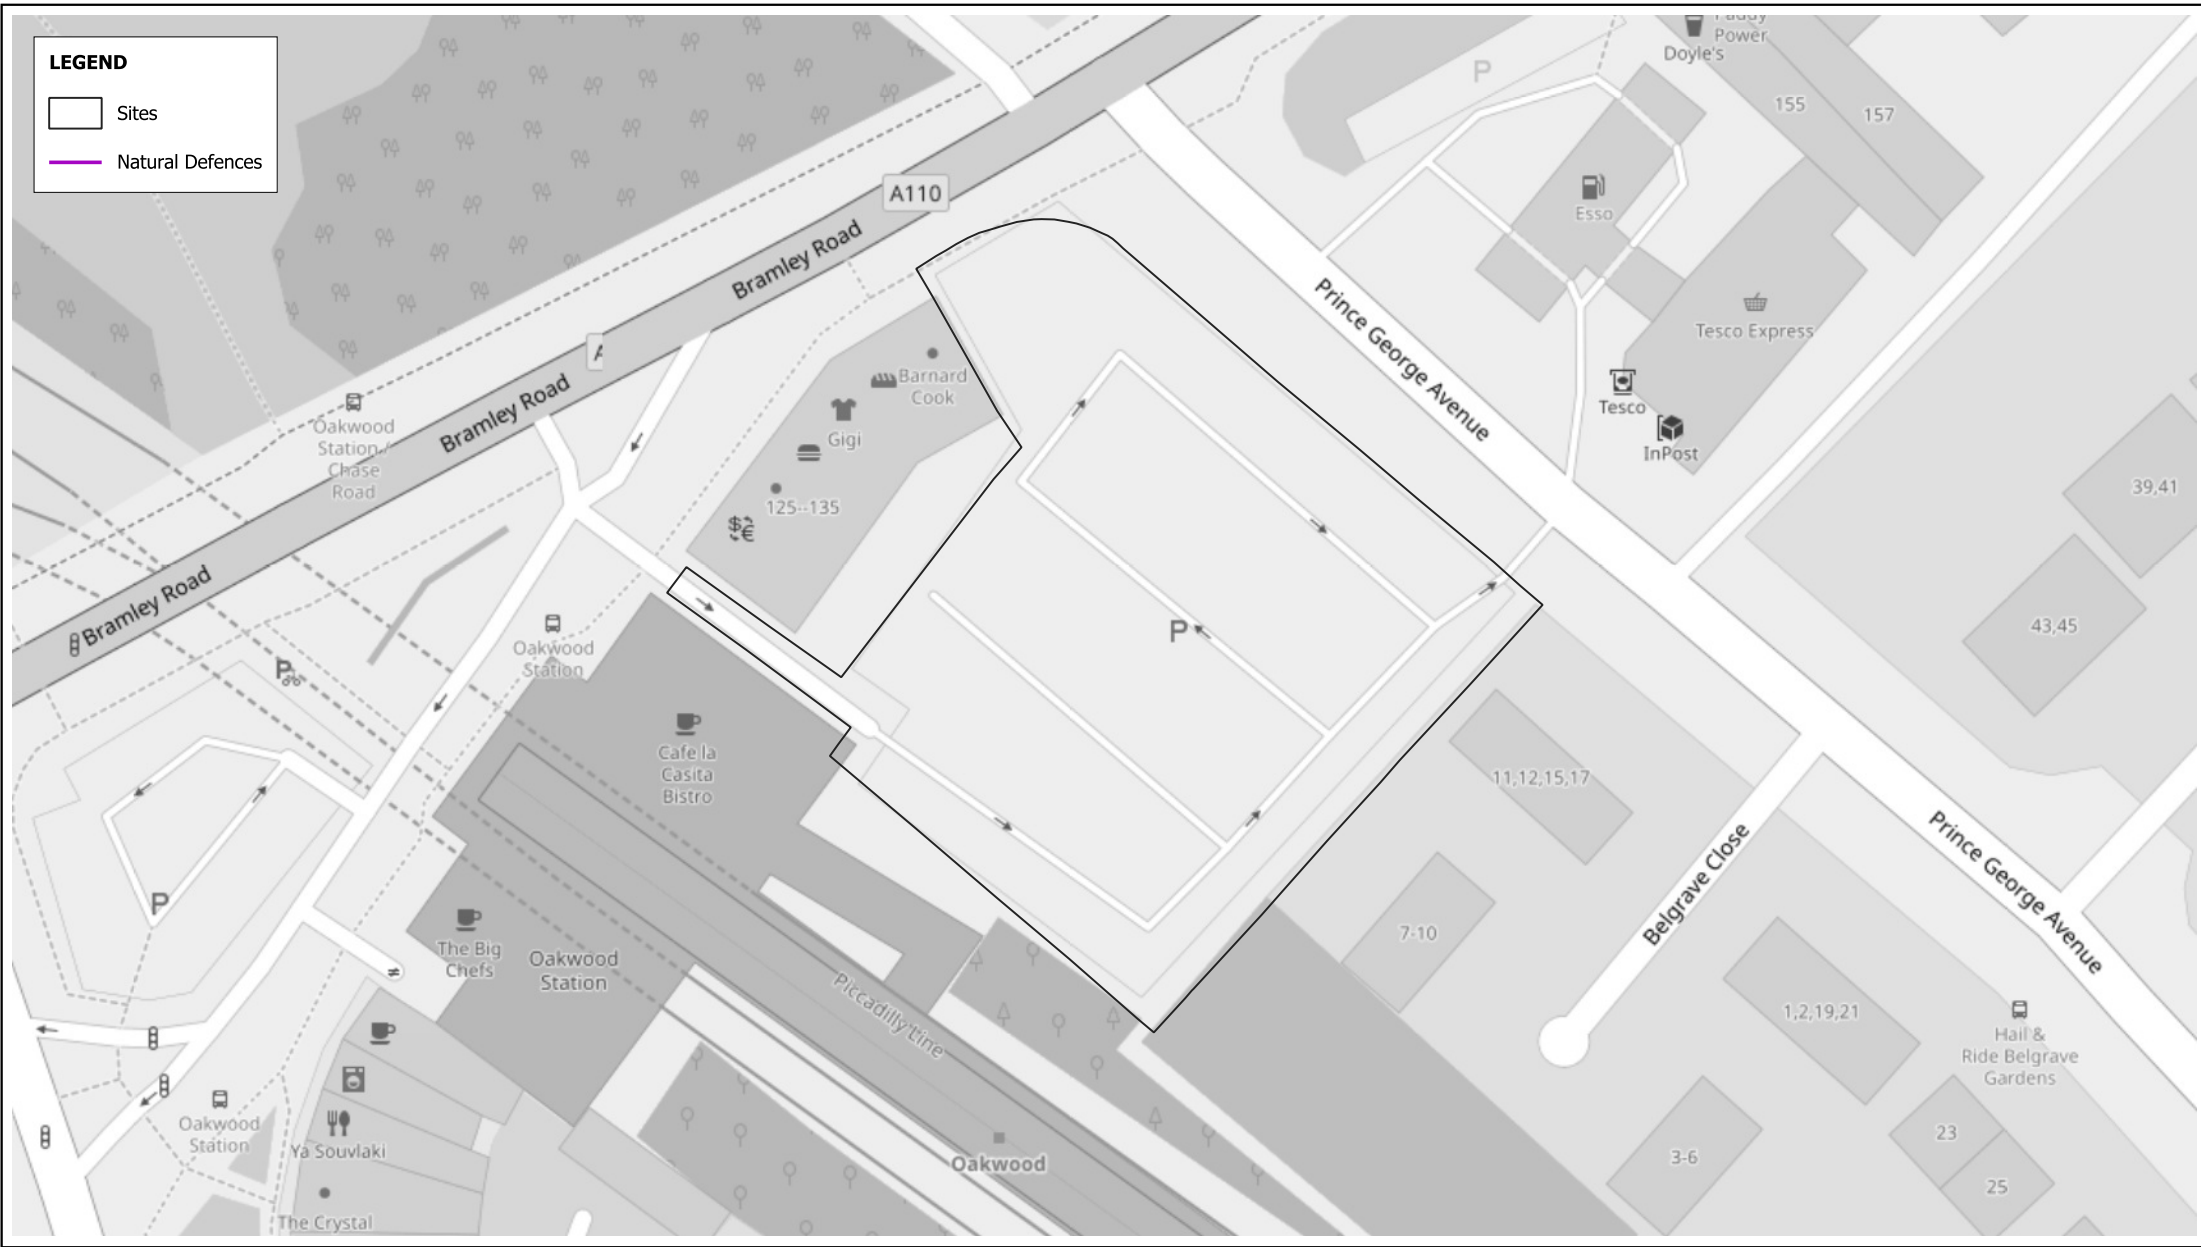 LEGEND
Sites
Natural Defences
Paddy
Power
Doyle's
P
155
157
A110
Bramley Road
Esso
Prince George Avenue
Tesco Express
A
Barnard
Cook
Gigi
Tesco
InPost
Bramley Road
Oakwood
Station /
Chase
Road
125--135
39,41
Bramley Road
Oakwood
Station
P
P
43,45
Cafe la
Casita
Bistro
11,12,15,17
P
The Big
Chefs
Oakwood
Station
7-10
Belgrave Close
Prince George Avenue
Piccadilly Line
1,2,19,21
Hail &
Ride Belgrave
Gardens
Oakwood
Station
Ya Souvlaki
Oakwood
3-6
23
25
The Crystal